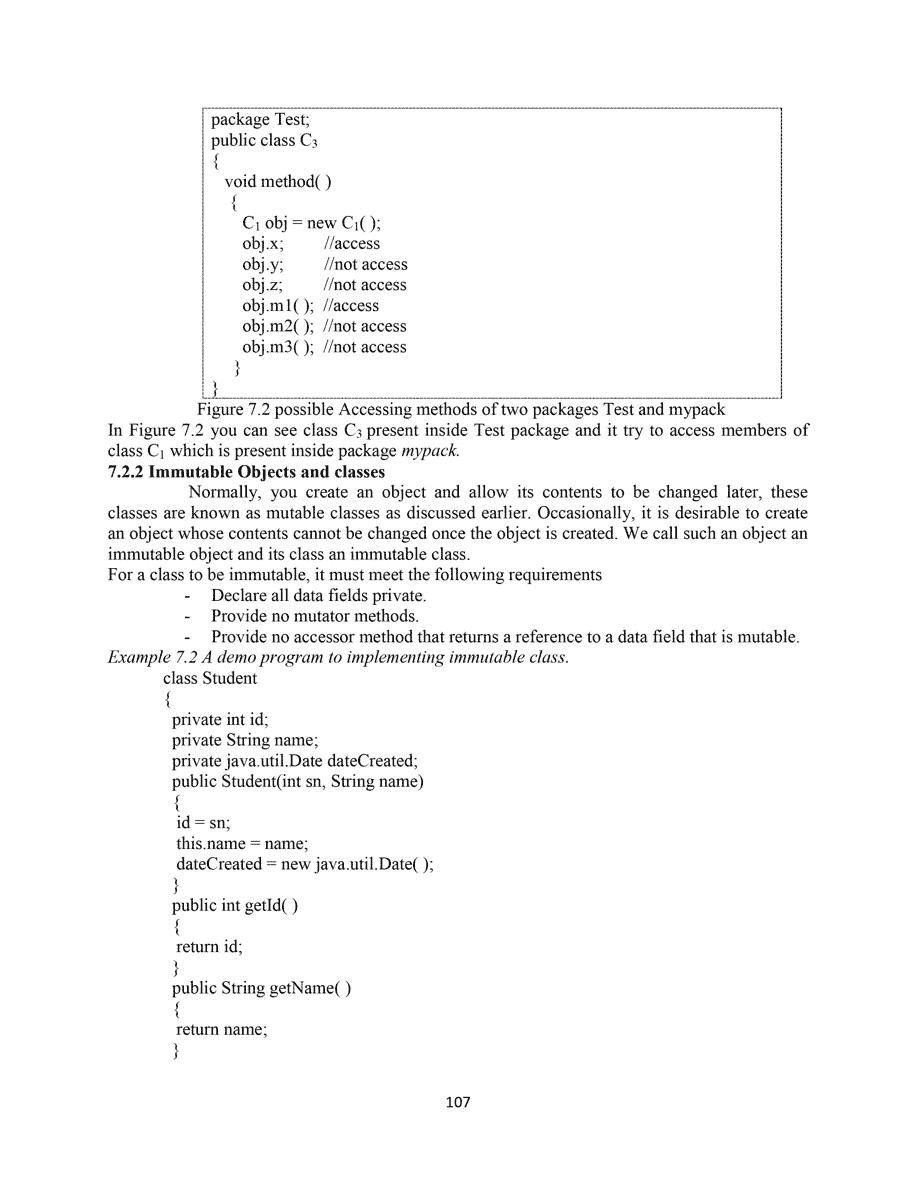 package Test;
public class C3
{
void method( )
{
C1 obj = new C1( );
obj.x; //access
obj.y; //not access
obj.z; //not access
obj.m1( ); //access
obj.m2( ); //not access
obj.m3( ); //not access
}
}
Figure 7.2 possible Accessing methods of two packages Test and mypack
In Figure 7.2 you can see class C3 present inside Test package and it try to access members of
class C1 which is present inside package mypack.
7.2.2 Immutable Objects and classes
Normally, you create an object and allow its contents to be changed later, these
classes are known as mutable classes as discussed earlier. Occasionally, it is desirable to create
an object whose contents cannot be changed once the object is created. We call such an object an
immutable object and its class an immutable class.
For a class to be immutable, it must meet the following requirements
- Declare all data fields private.
- Provide no mutator methods.
- Provide no accessor method that returns a reference to a data field that is mutable.
Example 7.2 A demo program to implementing immutable class.
class Student
{
private int id;
private String name;
private java.util.Date dateCreated;
public Student(int sn, String name)
{
id = sn;
this.name = name;
dateCreated = new java.util.Date( );
}
public int getId( )
{
return id;
}
public String getName( )
{
return name;
}
107